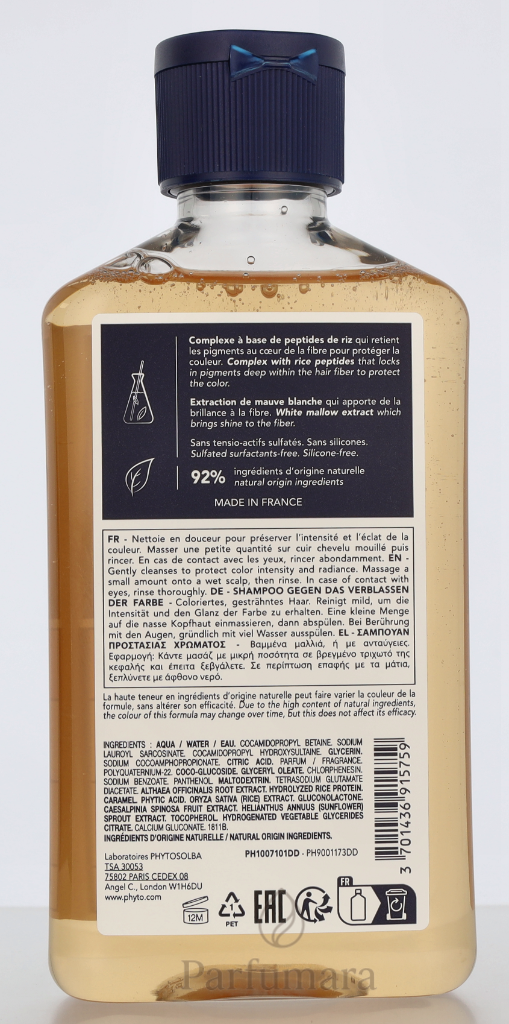 Complexe à base de peptides de riz qui retient
les pigments au cœur de la fibre pour protéger la
couleur. Complex with rice peptides that locks
in pigments deep within the hair fiber to protect
the color.
Extraction de mauve blanche qui apporte de la
brillance à la fibre. White mallow extract which
brings shine to the fiber.
Sans tensio-actifs sulfatés. Sans silicones.
Sulfated surfactants-free. Silicone-free.
92% ingrédients d'origine naturelle
natural origin ingredients
MADE IN FRANCE
FR - Nettoie en douceur pour préserver l'intensité et l'éclat de la
couleur. Masser une petite quantité sur cuir chevelu mouillé puis
rincer. En cas de contact avec les yeux, rincer abondamment. EN -
Gently cleanses to protect color intensity and radiance. Massage a
small amount onto a wet scalp, then rinse. In case of contact with
eyes, rinse thoroughly. DE - SHAMPOO GEGEN DAS VERBLASSEN
DER FARBE - Coloriertes, gesträhntes Haar. Reinigt mild, um die
Intensität und den Glanz der Farbe zu erhalten. Eine kleine Menge
auf die nasse Kopfhaut einmassieren, dann abspülen. Bei Berührung
mit den Augen, gründlich mit viel Wasser ausspülen. EL - ΣΑΜΠΟΥΑΝ
ΠΡΟΣΤΑΣΙΑΣ ΧΡΩΜΑΤΟΣ - Βαμμένα μαλλιά, ή με ανταύγειες.
Εφαρμογή: Κάντε μασάζ με μικρή ποσότητα σε βρεγμένο τριχωτό της
κεφαλής και έπειτα ξεβγάλετε. Σε περίπτωση επαφής με τα μάτια,
ξεπλύνετε με άφθονο νερό.
La haute teneur en ingrédients d'origine naturelle peut faire varier la couleur de la
formule, sans altérer son efficacité. Due to the high content of natural ingredients,
the colour of this formula may change over time, but this does not affect its efficacy.
INGREDIENTS : AQUA / WATER / EAU. COCAMIDOPROPYL BETAINE. SODIUM
LAUROYL SARCOSINATE. COCAMIDOPROPYL HYDROXYSULTAINE. GLYCERIN.
SODIUM COCOAMPHOPROPIONATE. CITRIC ACID. PARFUM / FRAGRANCE.
POLYQUATERNIUM-22. COCO-GLUCOSIDE. GLYCERYL OLEATE. CHLORPHENESIN.
SODIUM BENZOATE. PANTHENOL. MALTODEXTRIN. TETRASODIUM GLUTAMATE
DIACETATE. ALTHAEA OFFICINALIS ROOT EXTRACT. HYDROLYZED RICE PROTEIN.
CARAMEL. PHYTIC ACID. ORYZA SATIVA (RICE) EXTRACT. GLUCONOLACTONE.
CAESALPINIA SPINOSA FRUIT EXTRACT. HELIANTHUS ANNUUS (SUNFLOWER)
SPROUT EXTRACT. TOCOPHEROL. HYDROGENATED VEGETABLE GLYCERIDES
CITRATE. CALCIUM GLUCONATE. 1811B.
INGRÉDIENTS D'ORIGINE NATURELLE / NATURAL ORIGIN INGREDIENTS.
3 701436 915759
Laboratoires PHYTOSOLBA
TSA 30053
75802 PARIS CEDEX 08
Angel C., London W1H6DU
www.phyto.com
PH1007101DD - PH9001173DD
12M
1
PET
EAC
FR
Parfumara